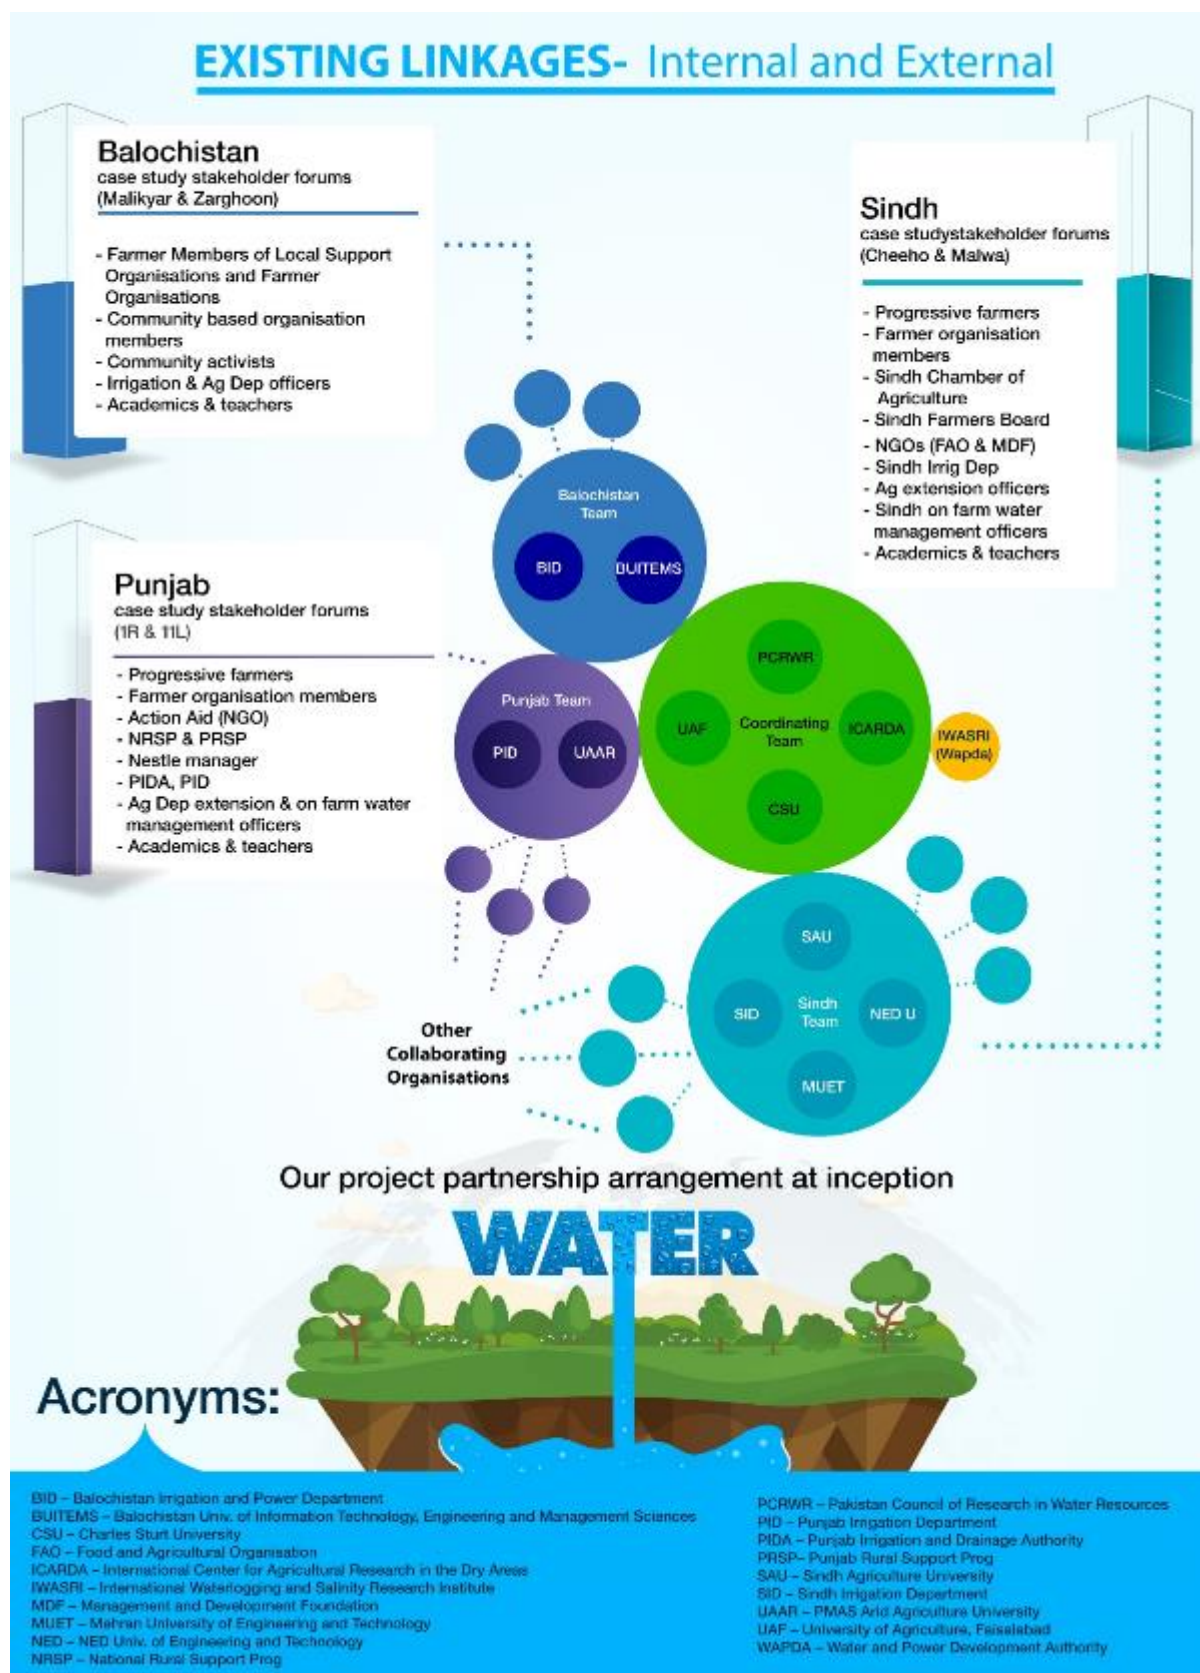 EXISTING LINKAGES- Internal and External
Balochistan
case study stakeholder forums
(Malikyar & Zarghoon)
- Farmer Members of Local Support
Organisations and Farmer
Organisations
- Community based organisation
members
- Community activists
- Irrigation & Ag Dep officers
- Academics & teachers
Sindh
case studystakeholder forums
(Cheeho & Malwa)
- Progressive farmers
- Farmer organisation
members
- Sindh Chamber of
Agriculture
- Sindh Farmers Board
- NGOs (FAO & MDF)
- Sindh Irrig Dep
- Ag extension officers
- Sindh on farm water
management officers
- Academics & teachers
Punjab
case study stakeholder forums
(1R & 11L)
- Progressive farmers
- Farmer organisation members
- Action Aid (NGO)
- NRSP & PRSP
- Nestle manager
- PIDA, PID
- Ag Dep extension & on farm water
management officers
- Academics & teachers
Balochistan
Team
BID
BUITEMS
Punjab Team
PID
UAAR
PCRWR
UAF
Coordinating
Team
ICARDA
CSU
IWASRI
(Wapda)
SAU
SID
Sindh
Team
NED U
MUET
Other
Collaborating
Organisations
Our project partnership arrangement at inception
WATER
Acronyms:
BID – Balochistan Irrigation and Power Department
BUITEMS – Balochistan Univ. of Information Technology, Engineering and Management Sciences
CSU – Charles Sturt University
FAO – Food and Agricultural Organisation
ICARDA – International Center for Agricultural Research in the Dry Areas
IWASRI – International Waterlogging and Salinity Research Institute
MDF – Management and Development Foundation
MUET – Mehran University of Engineering and Technology
NED – NED Univ. of Engineering and Technology
NRSP – National Rural Support Prog
PCRWR – Pakistan Council of Research in Water Resources
PID – Punjab Irrigation Department
PIDA – Punjab Irrigation and Drainage Authority
PRSP– Punjab Rural Support Prog
SAU – Sindh Agriculture University
SID – Sindh Irrigation Department
UAAR – PMAS Arid Agriculture University
UAF – University of Agriculture, Faisalabad
WAPDA – Water and Power Development Authority